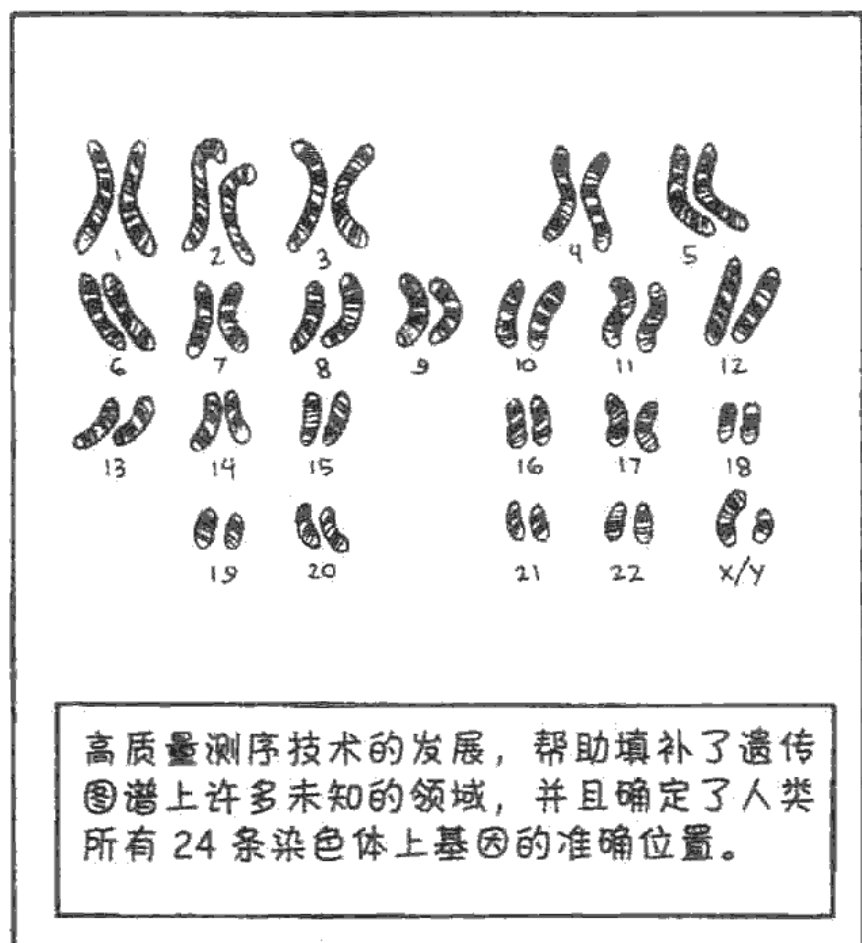 1 2 3 4 5
6 7 8 9 10 11 12
13 14 15 16 17 18
19 20 21 22 X/Y
高质量测序技术的发展，帮助填补了遗传
图谱上许多未知的领域，并且确定了人类
所有 24 条染色体上基因的准确位置。